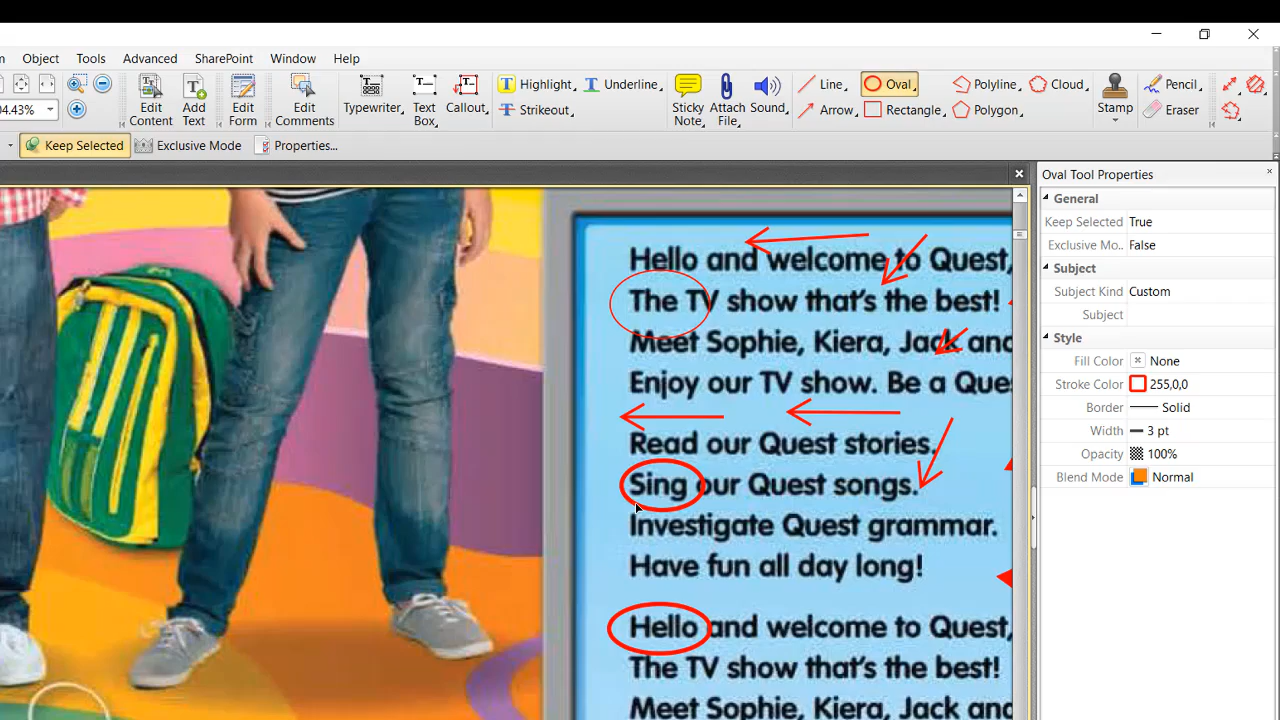 Object Tools Advanced SharePoint Window Help
Edit Content Add Text Edit Form Edit Comments Typewriter Text Box Callout Highlight Strikeout Underline Sticky Note Attach File Sound Line Arrow Oval Rectangle Polyline Polygon Cloud Stamp Pencil Eraser
4.43%
Keep Selected Exclusive Mode Properties...
Oval Tool Properties
General
Keep Selected True
Exclusive Mo.. False
Subject
Subject Kind Custom
Subject
Style
Fill Color None
Stroke Color 255,0,0
Border Solid
Width 3 pt
Opacity 100%
Blend Mode Normal
Hello and welcome to Quest,
The TV show that's the best!
Meet Sophie, Kiera, Jack and
Enjoy our TV show. Be a Que
Read our Quest stories.
Sing our Quest songs.
Investigate Quest grammar.
Have fun all day long!
Hello and welcome to Quest,
The TV show that's the best!
Meet Sophie, Kiera, Jack and